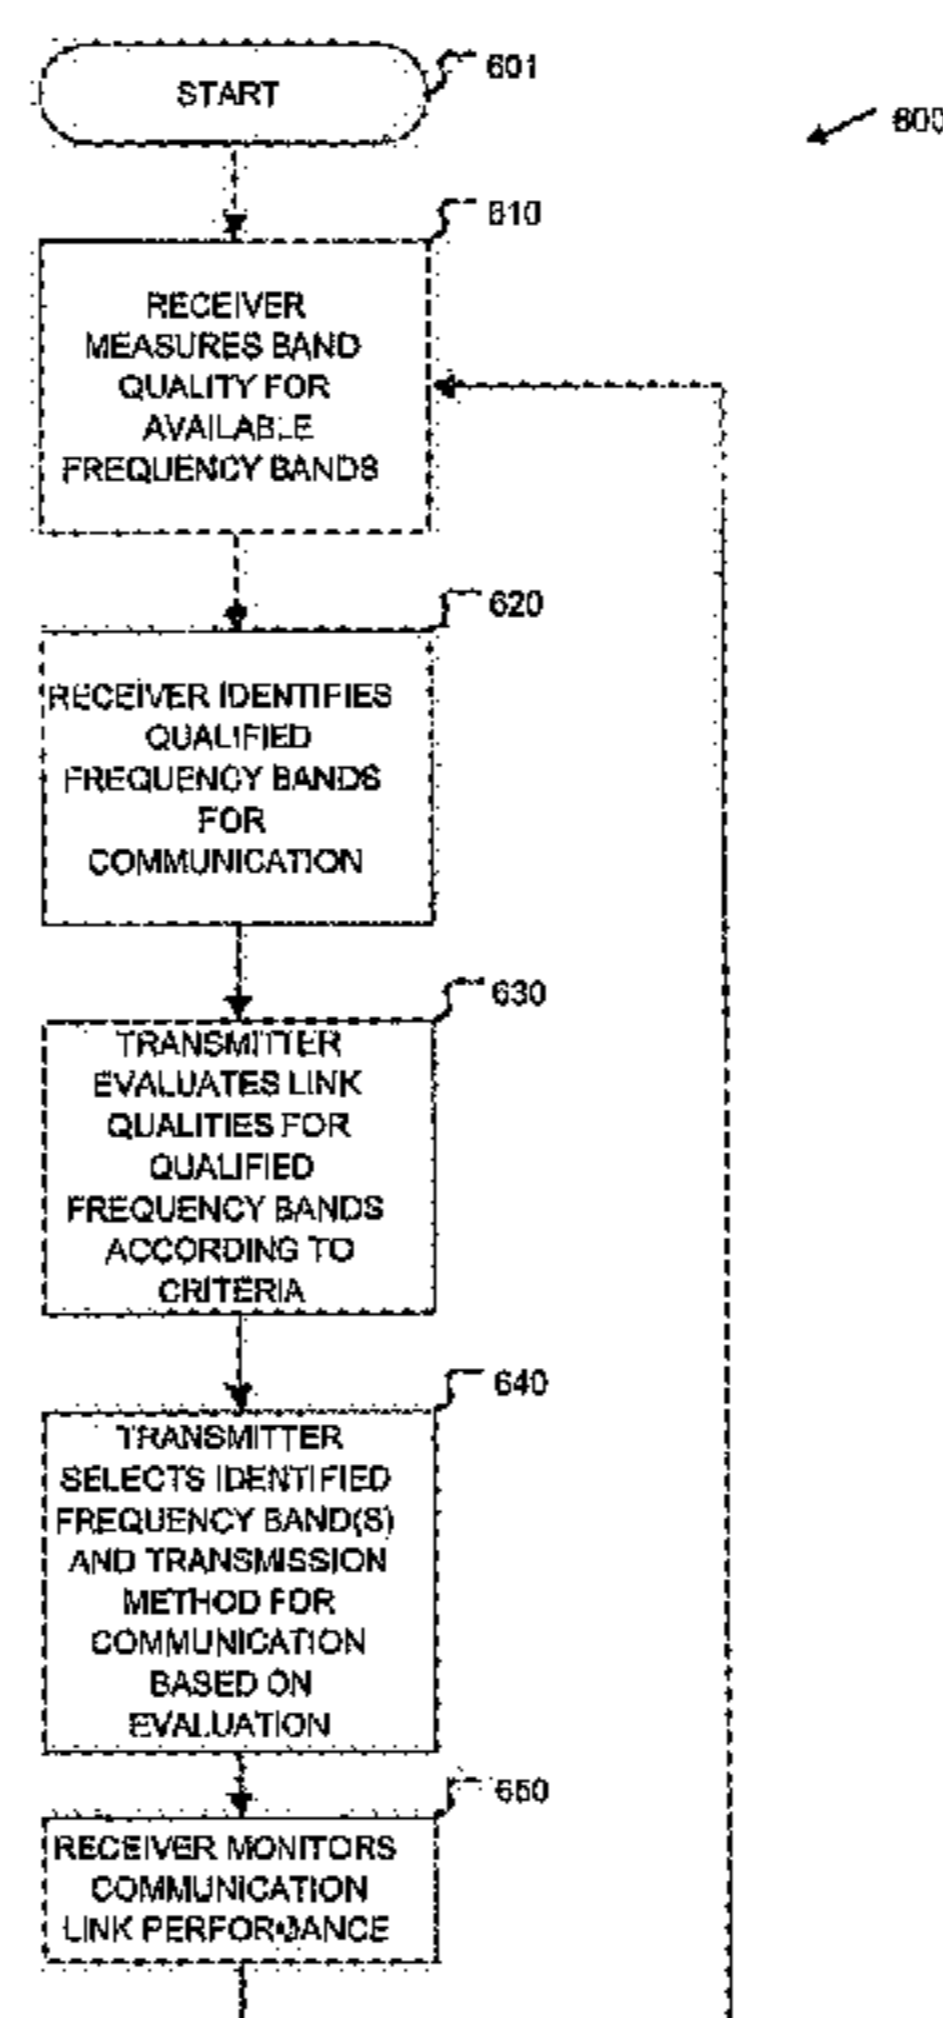 START
601
600
610
RECEIVER
MEASURES BAND
QUALITY FOR
AVAILABLE
FREQUENCY BANDS
620
RECEIVER IDENTIFIES
QUALIFIED
FREQUENCY BANDS
FOR
COMMUNICATION
630
TRANSMITTER
EVALUATES LINK
QUALITIES FOR
QUALIFIED
FREQUENCY BANDS
ACCORDING TO
CRITERIA
640
TRANSMITTER
SELECTS IDENTIFIED
FREQUENCY BAND(S)
AND TRANSMISSION
METHOD FOR
COMMUNICATION
BASED ON
EVALUATION
650
RECEIVER MONITORS
COMMUNICATION
LINK PERFORMANCE